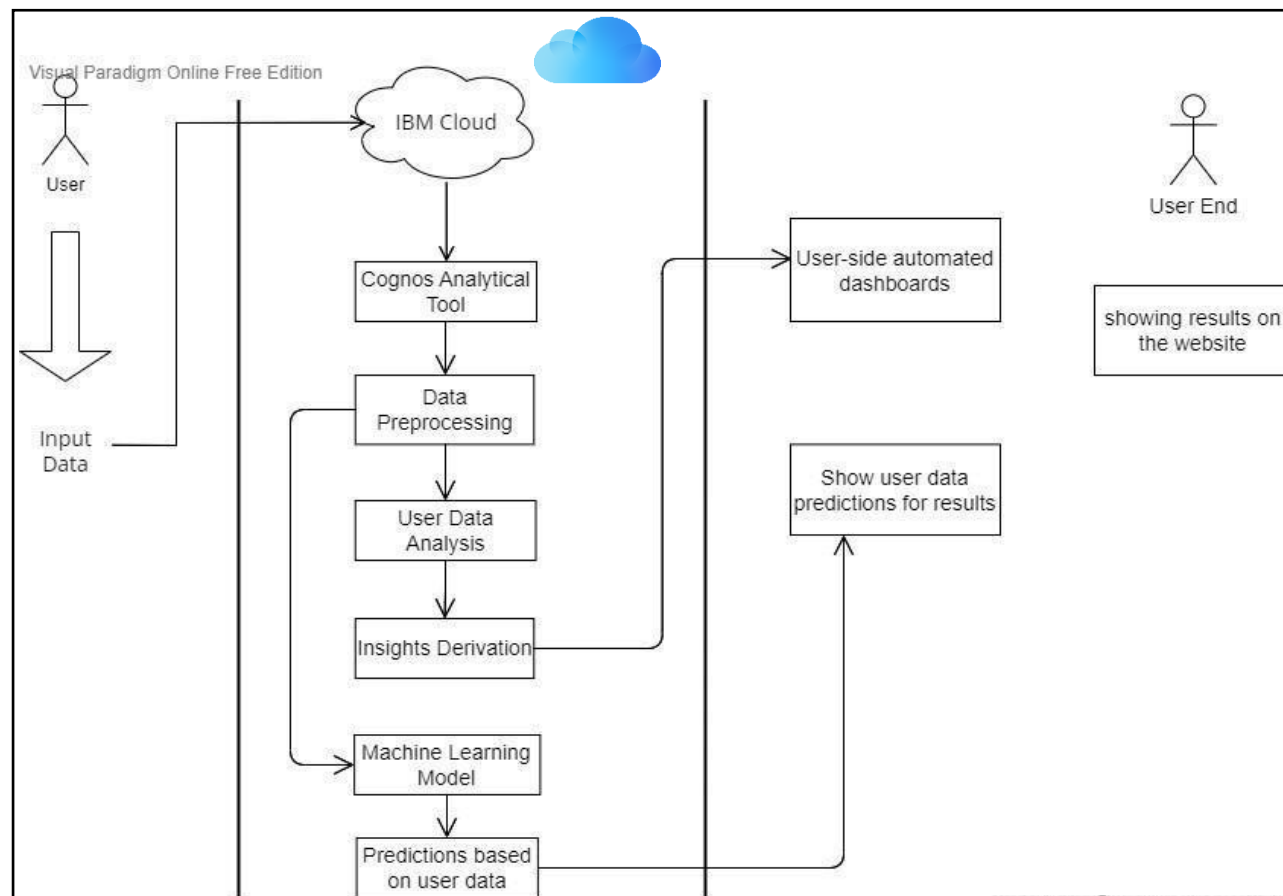 Visual Paradigm Online Free Edition
User
Input
Data
IBM Cloud
Cognos Analytical
Tool
Data
Preprocessing
User Data
Analysis
Insights Derivation
Machine Learning
Model
Predictions based
on user data
User-side automated
dashboards
Show user data
predictions for results
User End
showing results on
the website